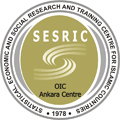 STATISTICAL ECONOMIC AND SOCIAL RESEARCH AND TRAINING CENTRE FOR ISLAMIC COUNTRIES
SESRIC
OIC
Ankara Centre
• 1978 •